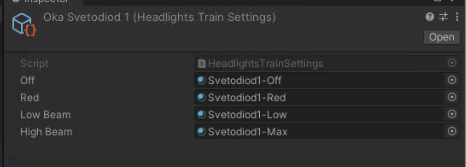 Inspector
Oka Svetodiod 1 (Headlights Train Settings)
Open
Script HeadlightsTrainSettings
Off Svetodiod1-Off
Red Svetodiod1-Red
Low Beam Svetodiod1-Low
High Beam Svetodiod1-Max